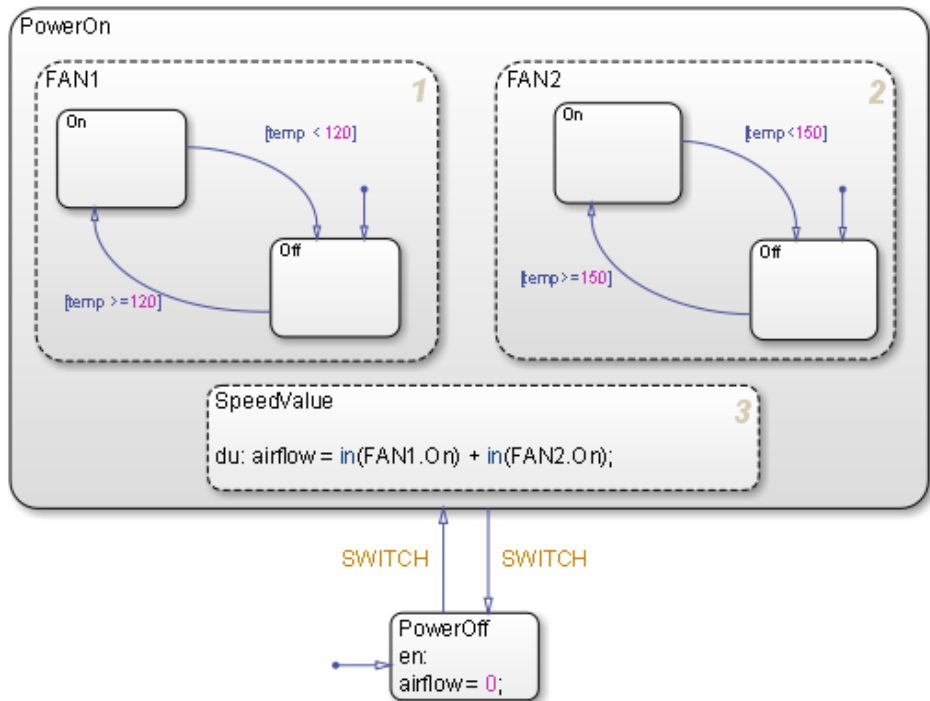 PowerOn
FAN1
1
On
[temp < 120]
Off
[temp >=120]
FAN2
2
On
[temp<150]
Off
[temp>=150]
SpeedValue
3
du: airflow = in(FAN1.On) + in(FAN2.On);
SWITCH
SWITCH
PowerOff
en:
airflow = 0;